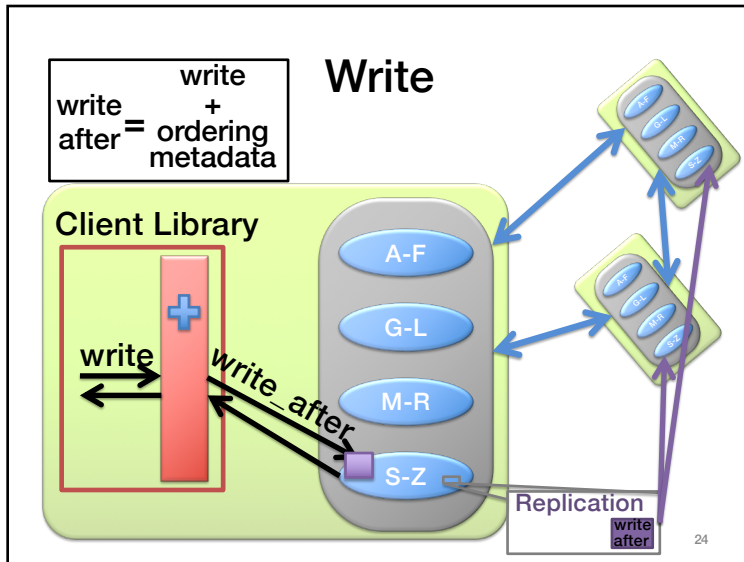 Write
write
after = write
+
ordering
metadata
Client Library
write
write_after
A-F
G-L
M-R
S-Z
A-F
G-L
M-R
S-Z
A-F
G-L
M-R
S-Z
Replication
write
after
24